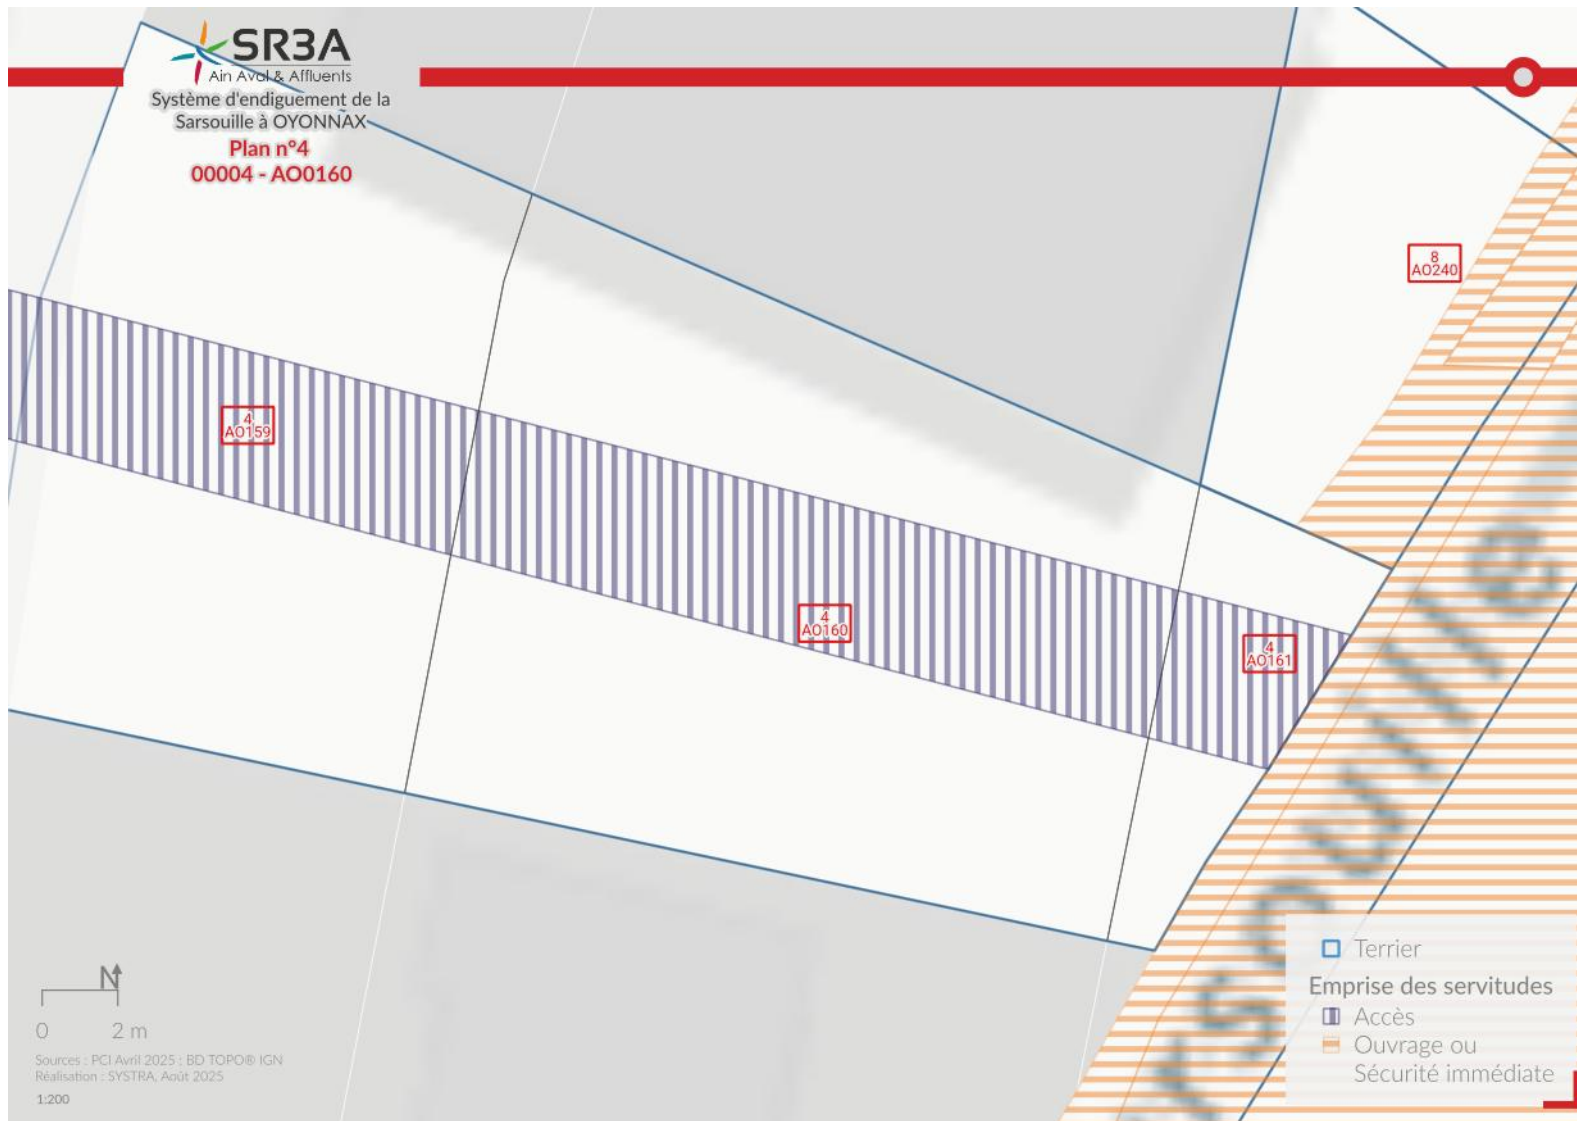 SR3A
Ain Aval & Affluents
Système d'endiguement de la
Sarsouille à OYONNAX
Plan n°4
00004 - AO0160
8
AO240
4
AO159
4
AO160
4
AO161
rsouille
N
0 2 m
Sources : PCI Avril 2025 ; BD TOPO® IGN
Réalisation : SYSTRA, Août 2025
1:200
Terrier
Emprise des servitudes
Accès
Ouvrage ou
Sécurité immédiate